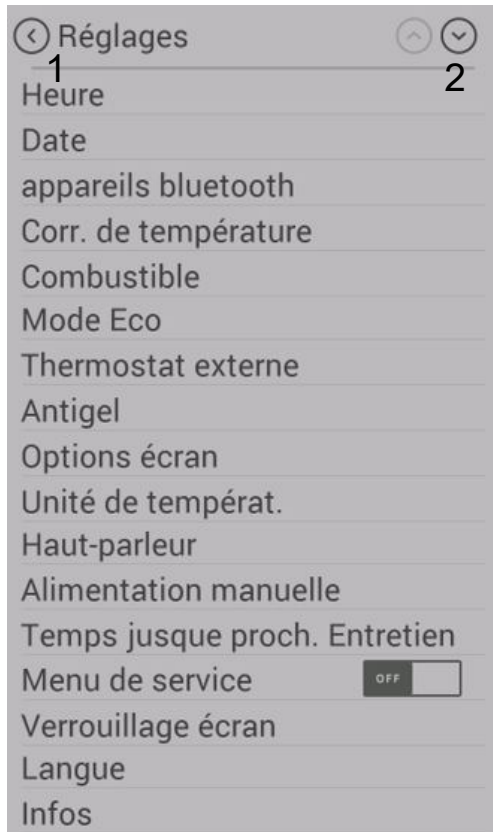 Réglages
1
2
Heure
Date
appareils bluetooth
Corr. de température
Combustible
Mode Eco
Thermostat externe
Antigel
Options écran
Unité de températ.
Haut-parleur
Alimentation manuelle
Temps jusque proch. Entretien
Menu de service OFF
Verrouillage écran
Langue
Infos